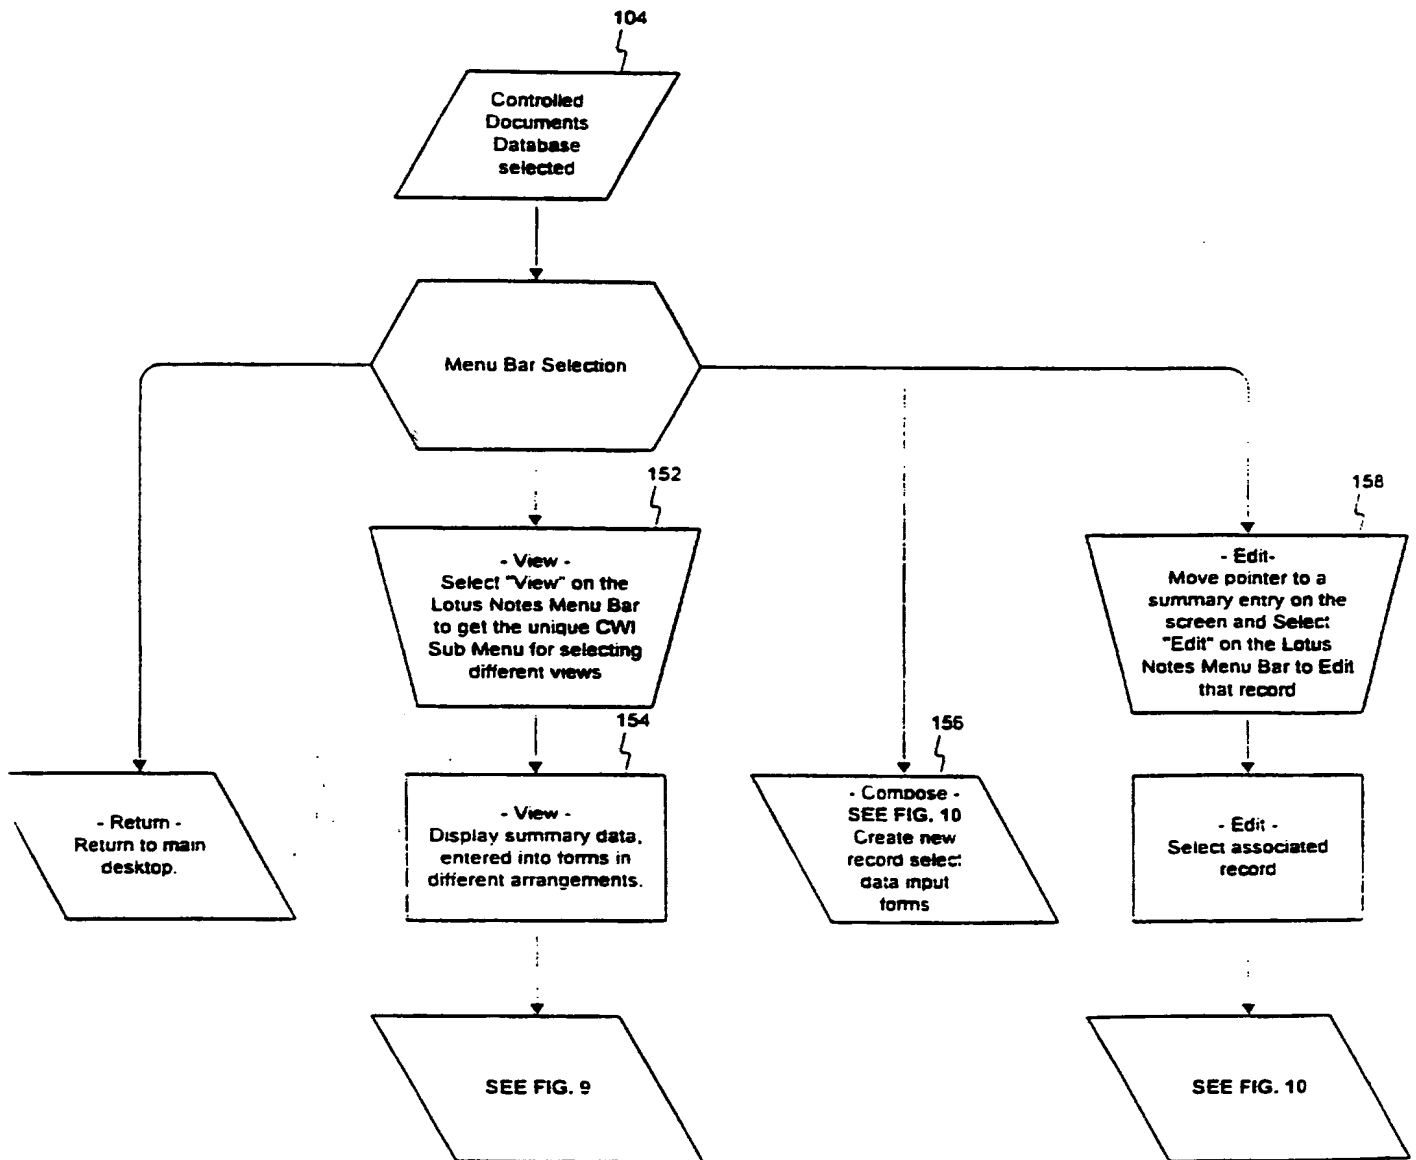 104
Controlled
Documents
Database
selected
Menu Bar Selection
152
- View -
Select "View" on the
Lotus Notes Menu Bar
to get the unique CWI
Sub Menu for selecting
different views
158
- Edit-
Move pointer to a
summary entry on the
screen and Select
"Edit" on the Lotus
Notes Menu Bar to Edit
that record
- Return -
Return to main
desktop.
154
- View -
Display summary data,
entered into forms in
different arrangements.
156
- Compose -
SEE FIG. 10
Create new
record select
data input
forms
- Edit -
Select associated
record
SEE FIG. 9
SEE FIG. 10